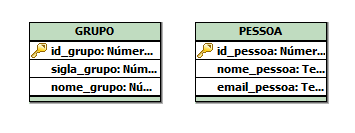 GRUPO
id_grupo: Númer...
sigla_grupo: Núm...
nome_grupo: Nú...
PESSOA
id_pessoa: Númer...
nome_pessoa: Te...
email_pessoa: Te...